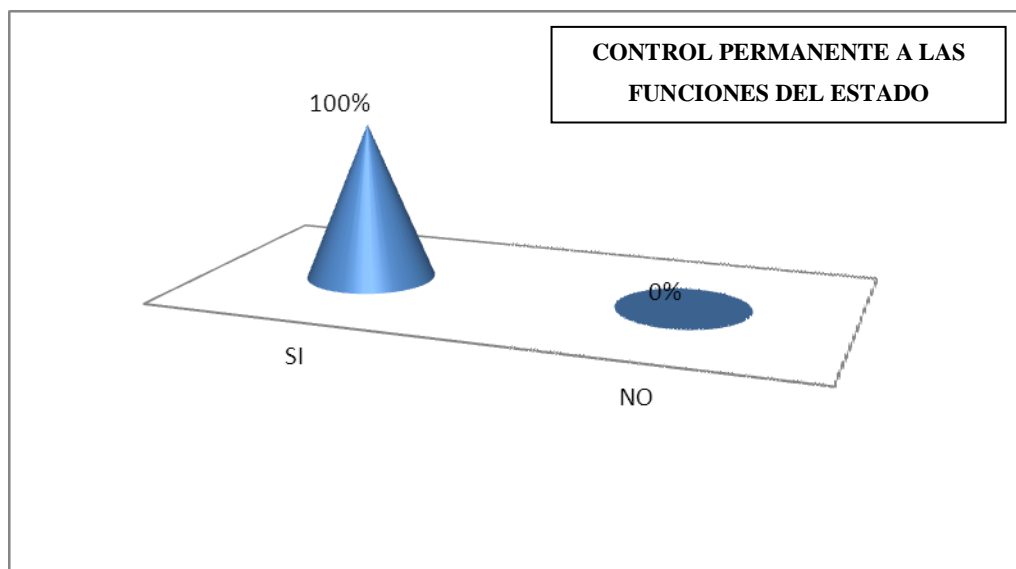 CONTROL PERMANENTE A LAS
FUNCIONES DEL ESTADO
100%
0%
SI
NO